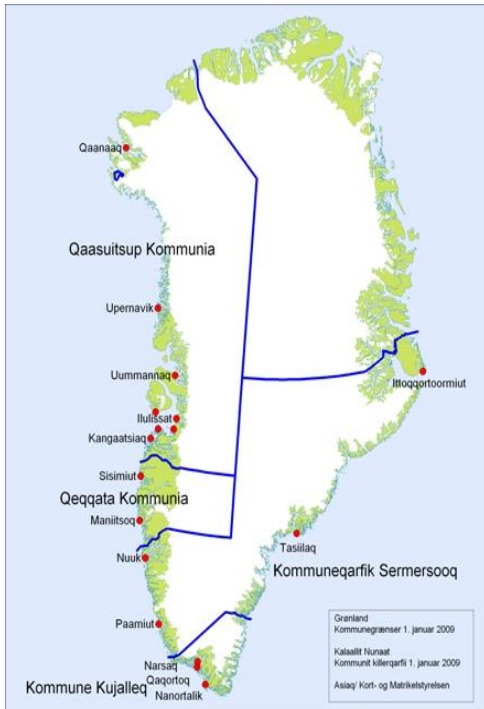 Qaanaaq
Qaasuitsup Kommunia
Upernavik
Uummannaq
Ittoqqortoormiut
Ilulissat
Kangaatsiaq
Sisimiut
Qeqqata Kommunia
Maniitsoq
Nuuk
Tasiilaq
Kommuneqarfik Sermersooq
Paamiut
Narsaq
Qaqortoq
Kommune Kujalleq
Nanortalik
Grønland
Kommunegrænser 1. januar 2009
Kalaallit Nunaat
Kommunit killeqarfii 1. januar 2009
Asiaq/ Kort- og Matrikelstyrelsen